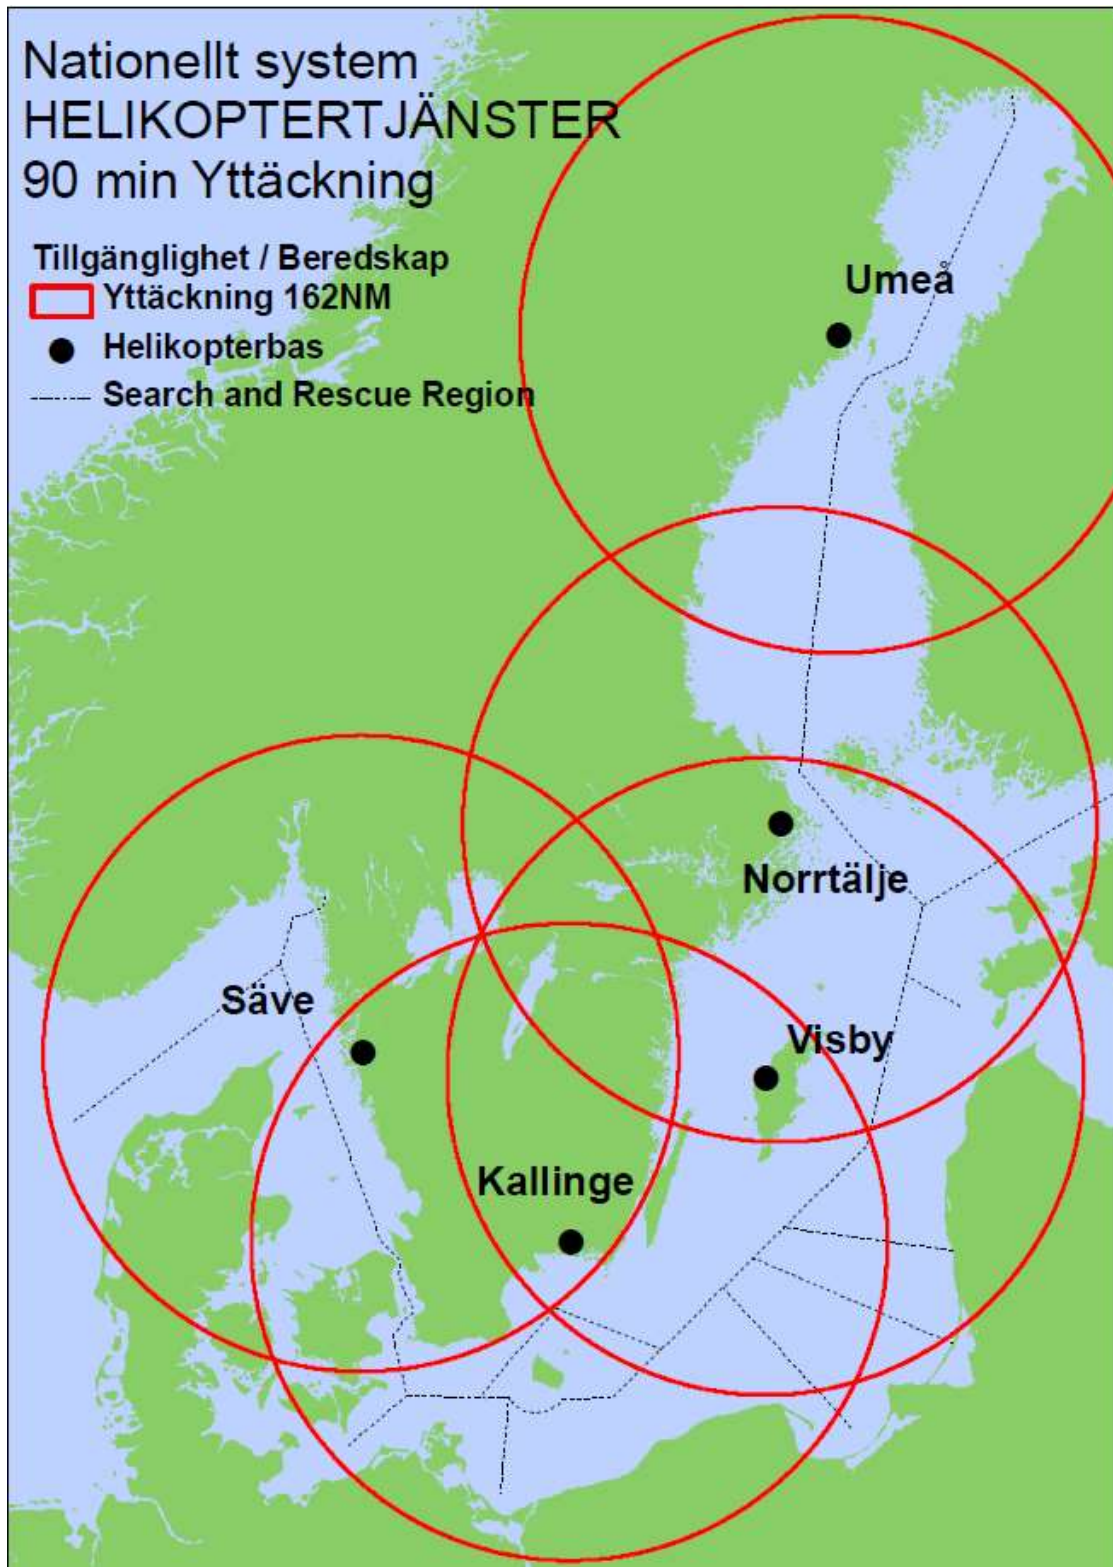 Nationellt system
HELIKOPTERTJÄNSTER
90 min Yttäckning
Tillgänglighet / Beredskap
Yttäckning 162NM
Helikopterbas
Search and Rescue Region
Umeå
Norrtälje
Säve
Visby
Kallinge